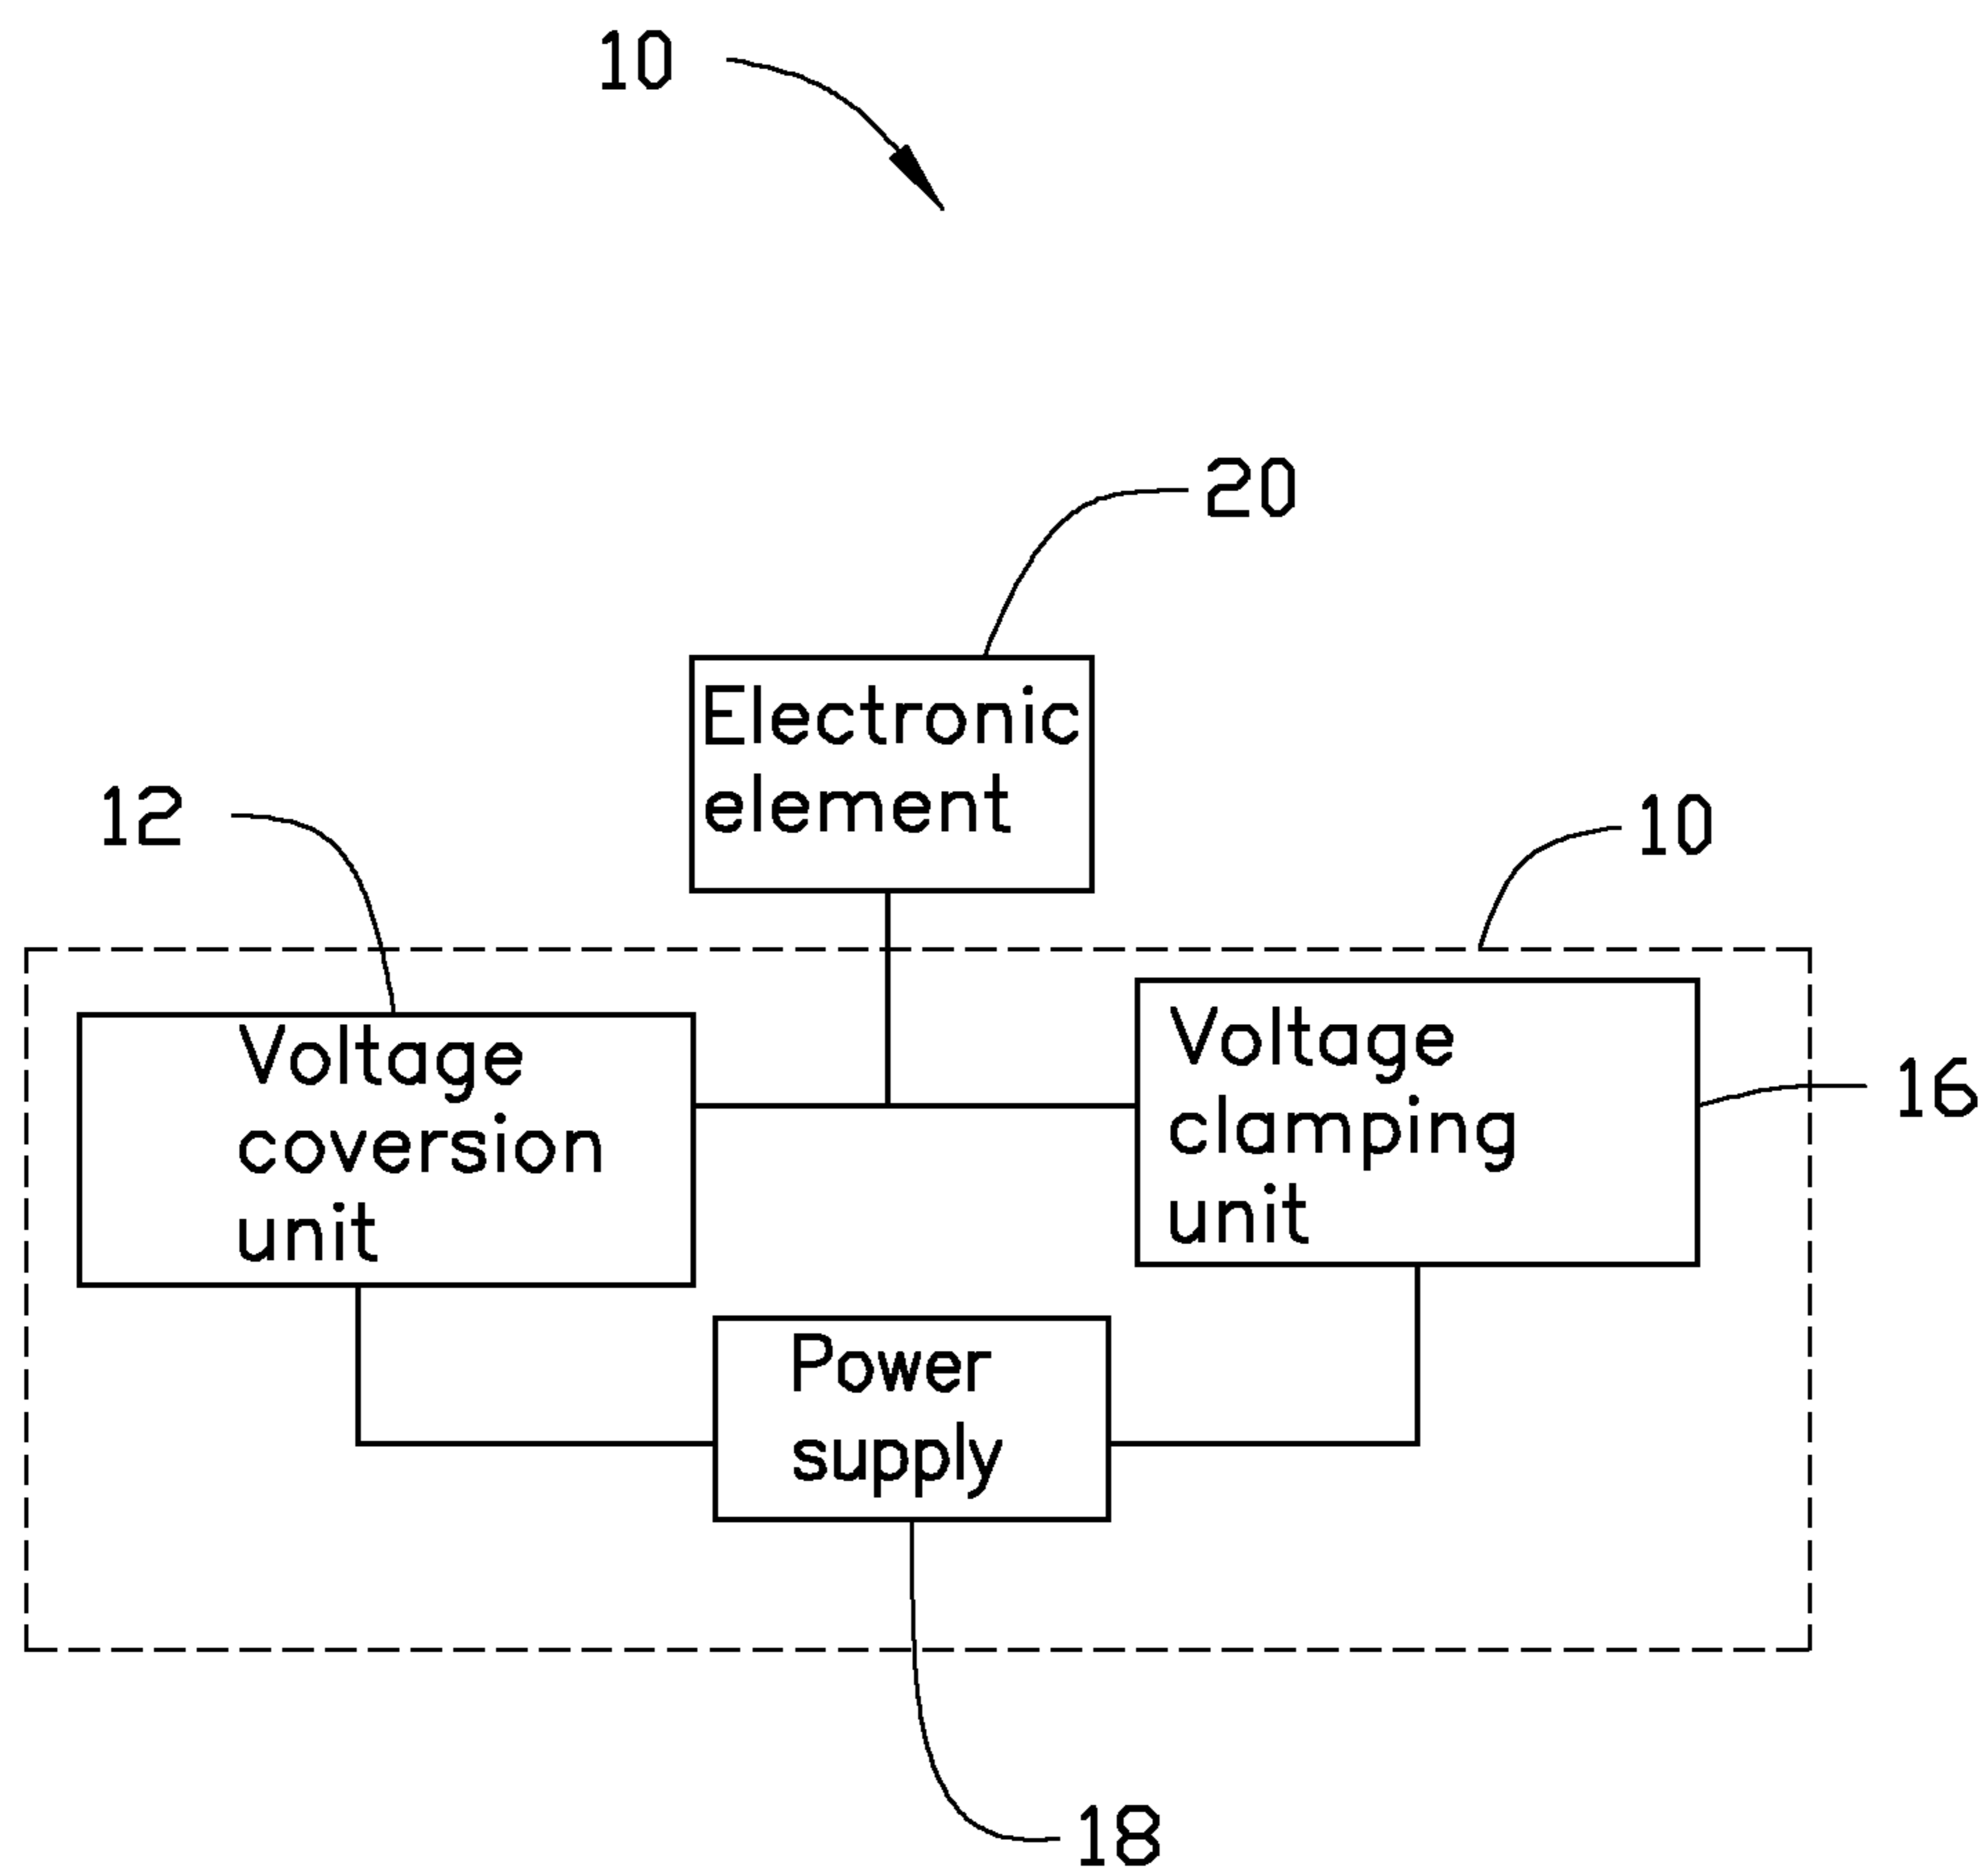 10
20
Electronic
element
12
10
Voltage
coversion
unit
Voltage
clamping
unit
16
Power
supply
18